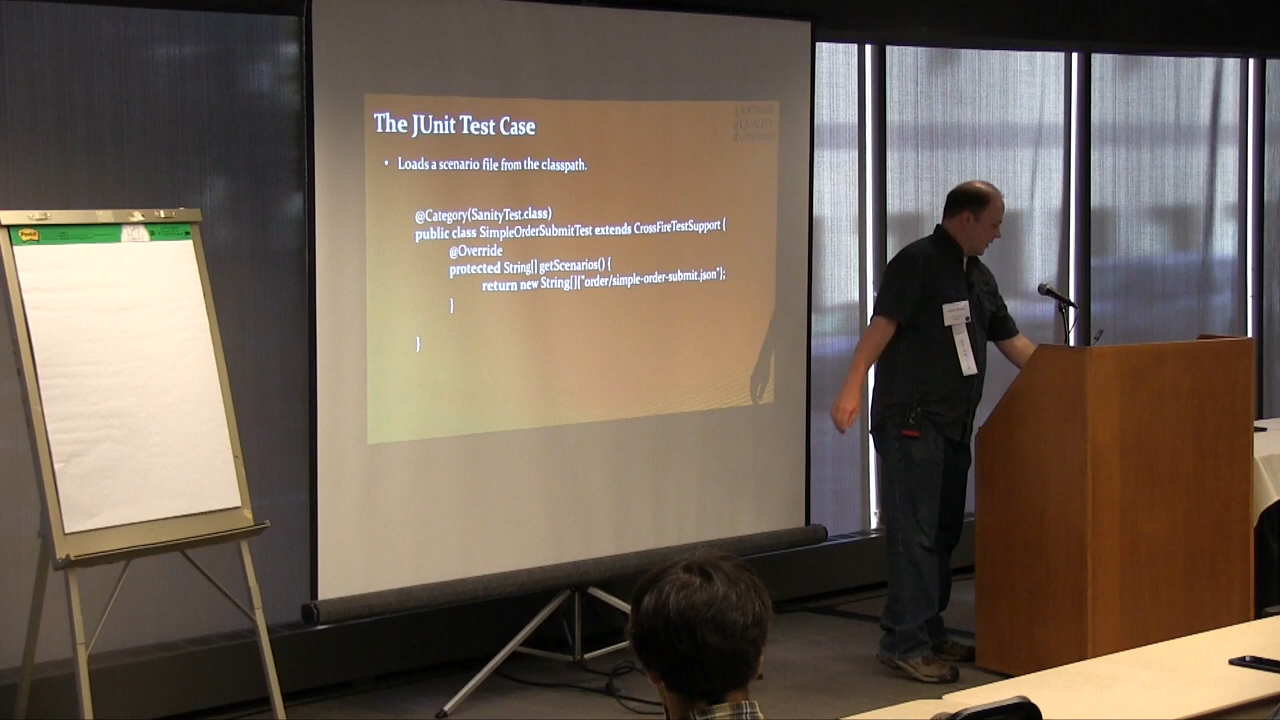 The JUnit Test Case
• Loads a scenario file from the classpath.
@Category(SanityTest.class)
public class SimpleOrderSubmitTest extends CrossFireTestSupport {
@Override
protected String[] getScenarios() {
return new String[]{"order/simple-order-submit.json"};
}
}